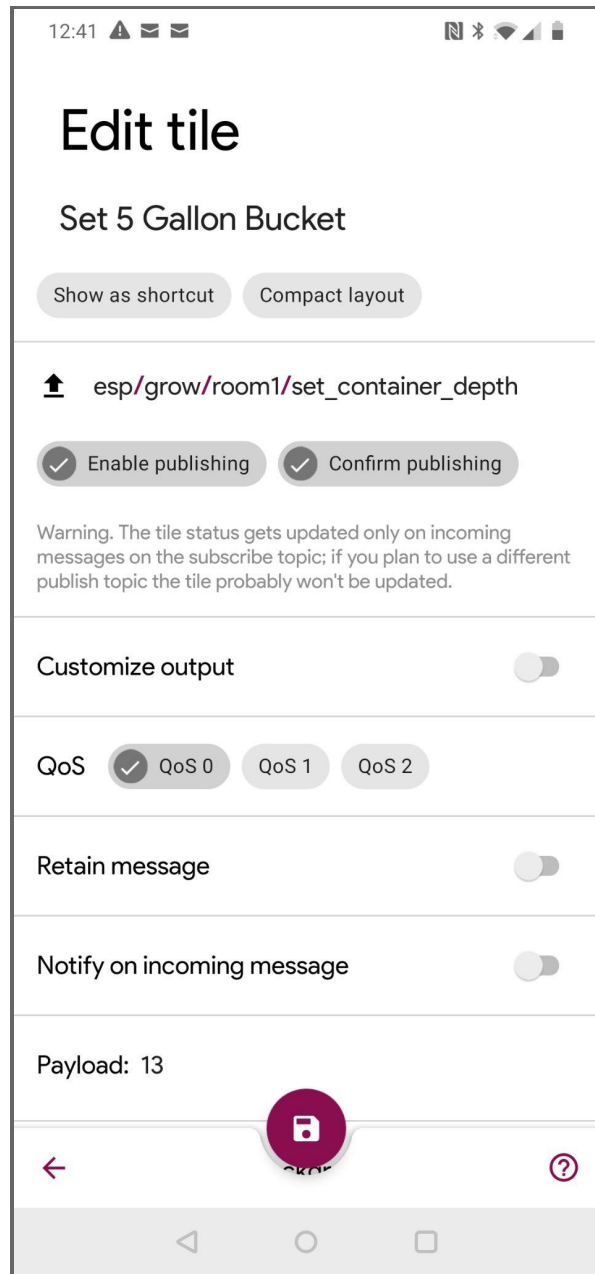 12:41
Edit tile
Set 5 Gallon Bucket
Show as shortcut Compact layout
esp/grow/room1/set_container_depth
Enable publishing Confirm publishing
Warning. The tile status gets updated only on incoming
messages on the subscribe topic; if you plan to use a different
publish topic the tile probably won't be updated.
Customize output
QoS QoS 0 QoS 1 QoS 2
Retain message
Notify on incoming message
Payload: 13